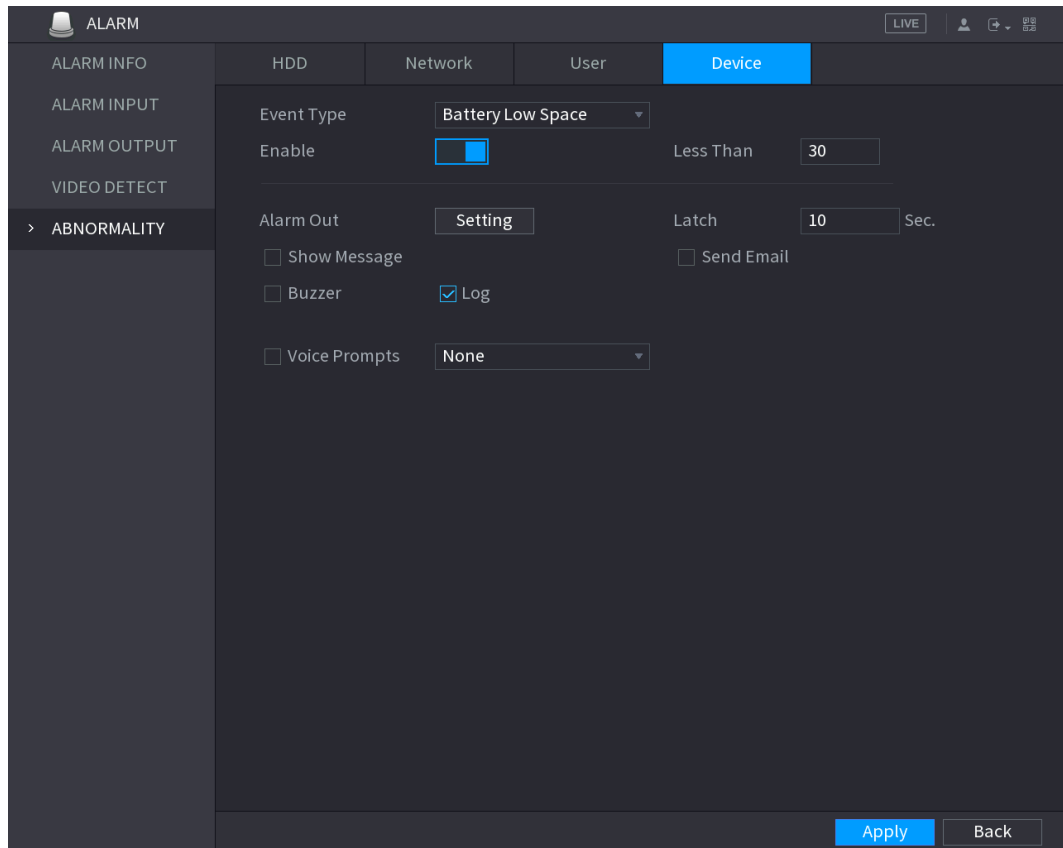 ALARM
LIVE
ALARM INFO
ALARM INPUT
ALARM OUTPUT
VIDEO DETECT
> ABNORMALITY
HDD Network User Device
Event Type Battery Low Space
Enable Less Than 30
Alarm Out Setting Latch 10 Sec.
Show Message Send Email
Buzzer Log
Voice Prompts None
Apply Back